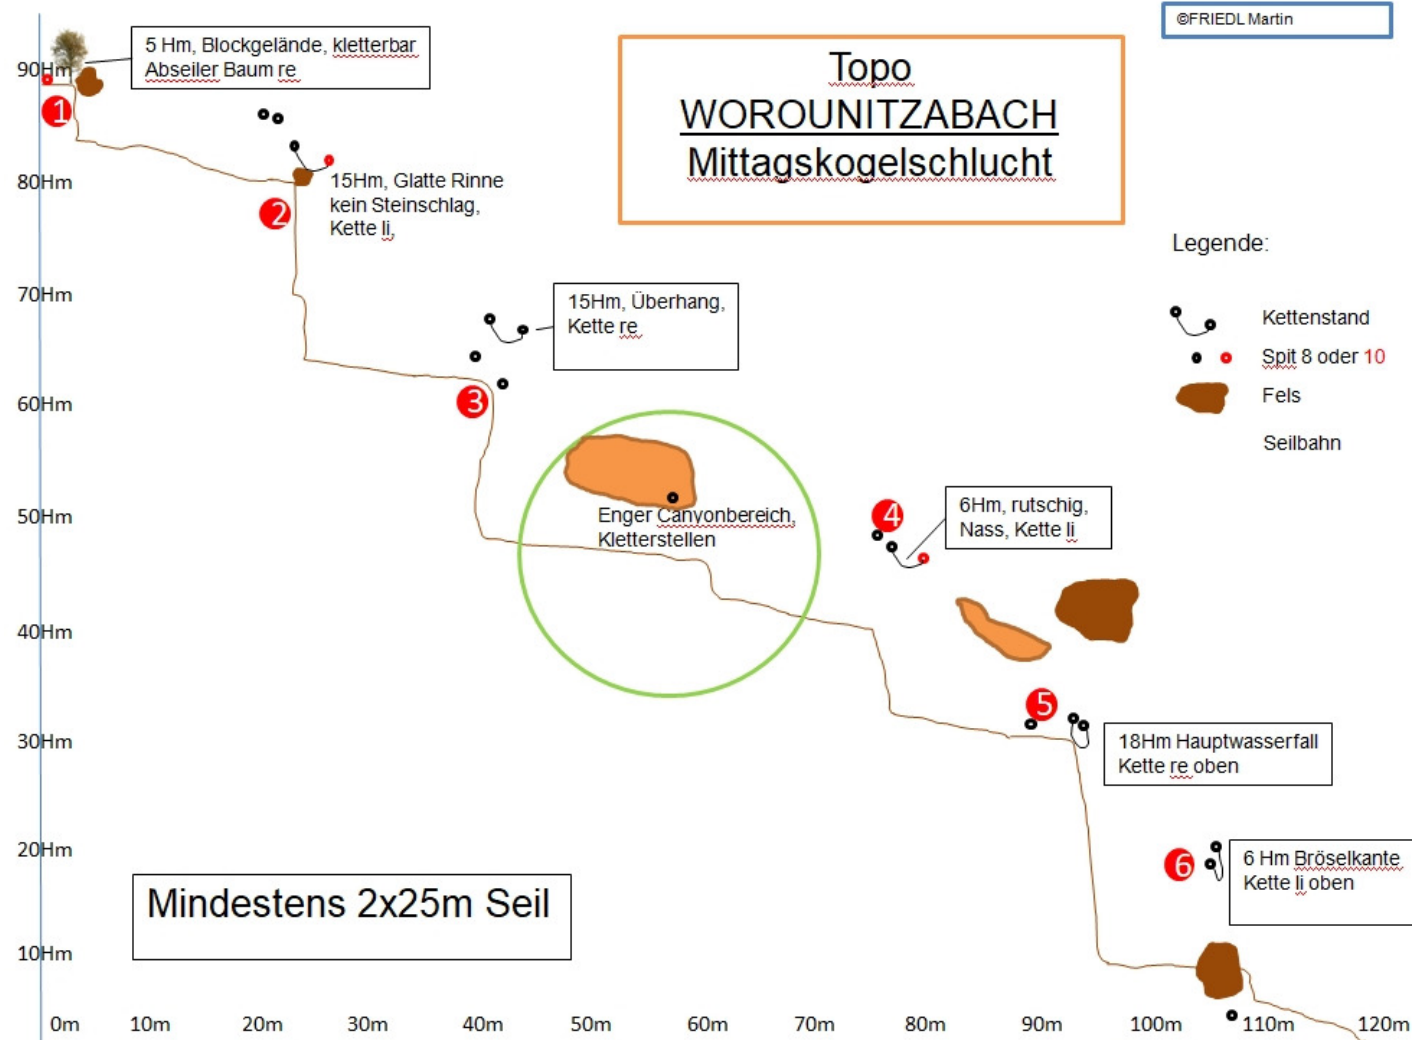 ©FRIEDL Martin
Topo
WOROUNITZABACH
Mittagskogelschlucht
5 Hm, Blockgelände, kletterbar
Abseiler Baum re
90Hm
1
80Hm
2
15Hm, Glatte Rinne
kein Steinschlag,
Kette li,
70Hm
15Hm, Überhang,
Kette re
60Hm
3
Legende:
Kettenstand
Spit 8 oder 10
Fels
Seilbahn
50Hm
Enger Canyonbereich,
Kletterstellen
4
6Hm, rutschig,
Nass, Kette li
40Hm
5
30Hm
18Hm Hauptwasserfall
Kette re oben
20Hm
6
6 Hm Bröselkante
Kette li oben
Mindestens 2x25m Seil
10Hm
0m 10m 20m 30m 40m 50m 60m 70m 80m 90m 100m 110m 120m